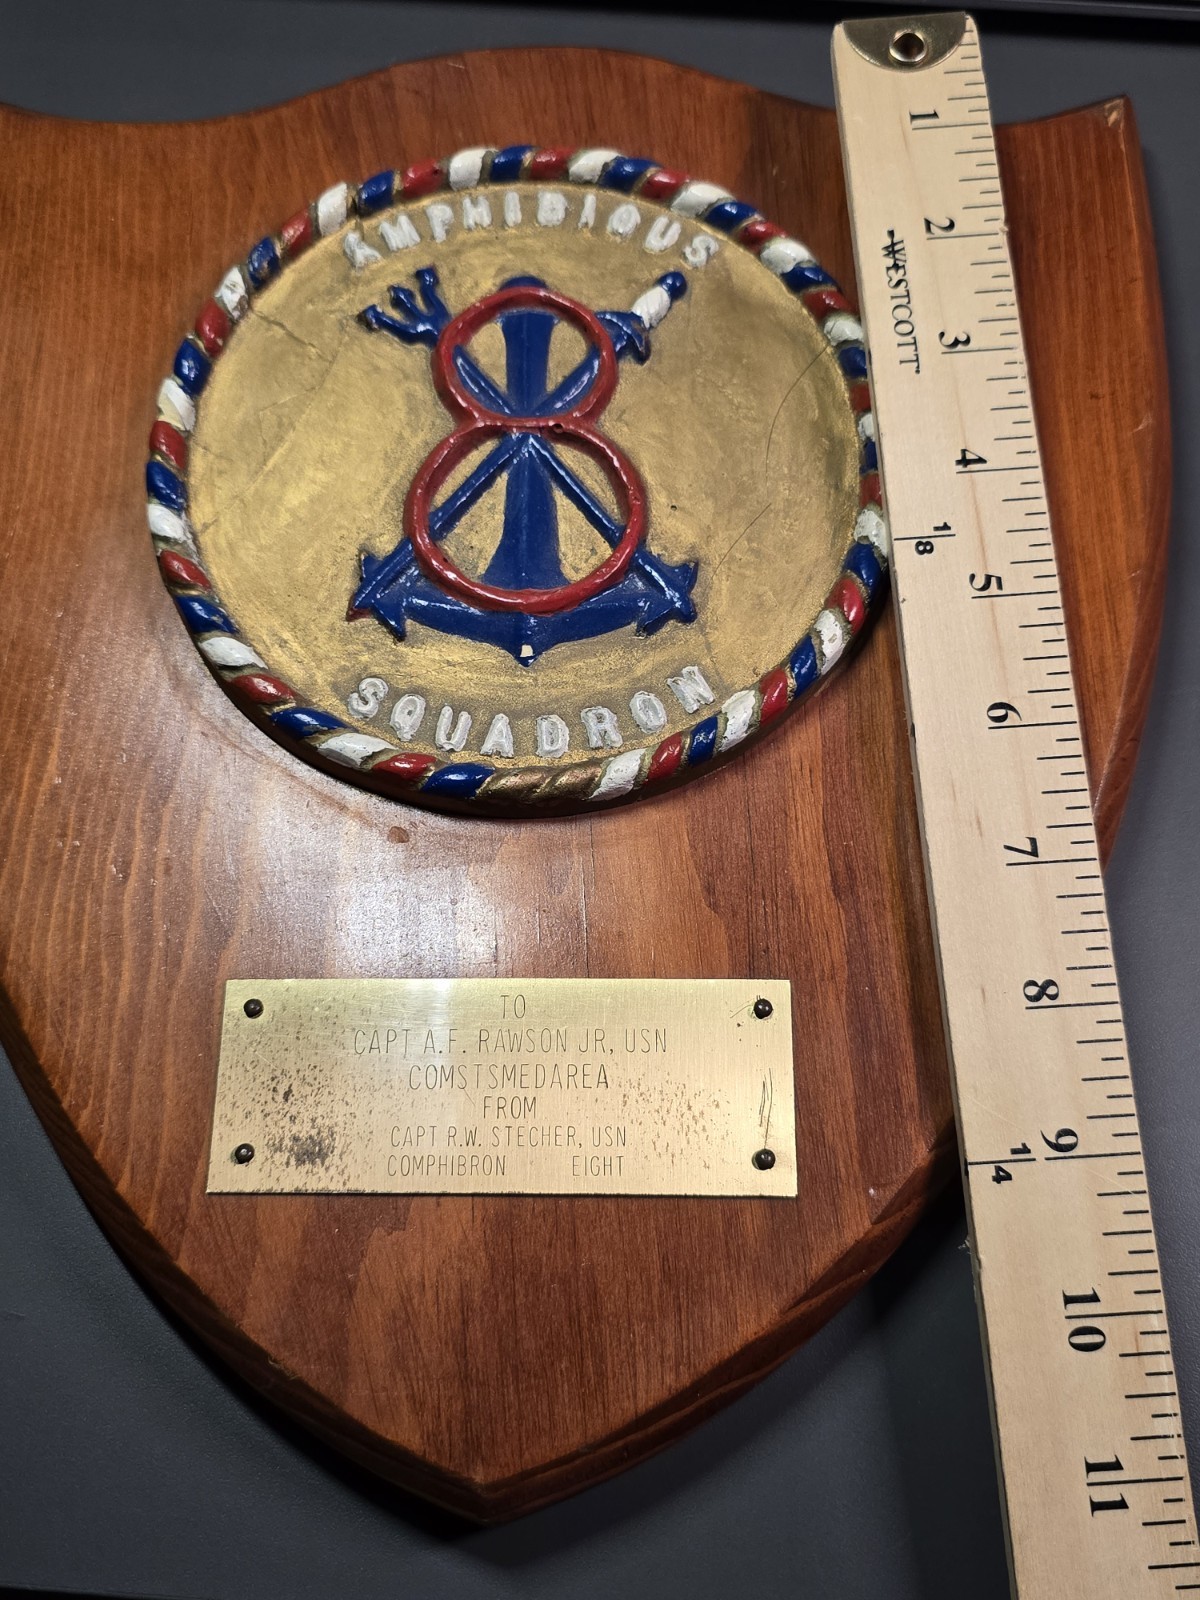 AMPHIBIOUS
8
SQUADRON
TO
CAPT A.F. RAWSON JR, USN
COMSTSMEDAREA
FROM
CAPT R.W. STECHER, USN
COMPHIBRON EIGHT
1
2
WESTCOTT
3
4
1/8
5
6
7
8
9
1/4
10
11